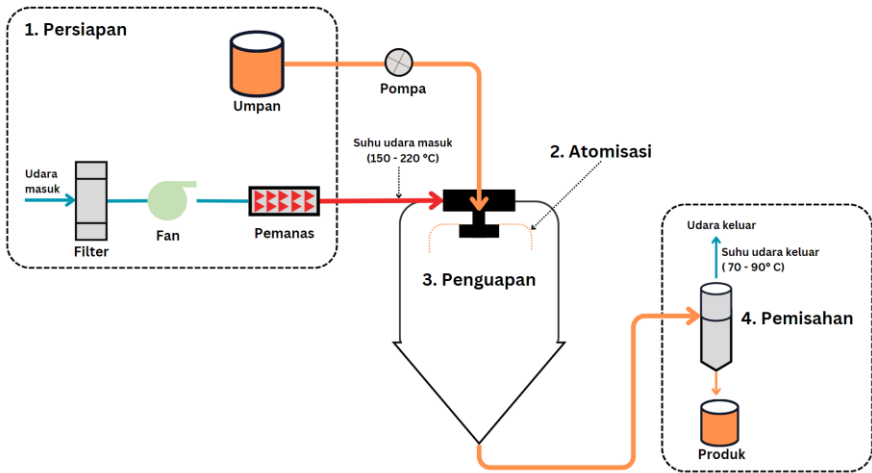 1. Persiapan
Umpan
Pompa
Suhu udara masuk
(150 - 220 °C)
2. Atomisasi
Udara
masuk
Filter
Fan
Pemanas
3. Penguapan
Udara keluar
Suhu udara keluar
( 70 - 90° C)
4. Pemisahan
Produk